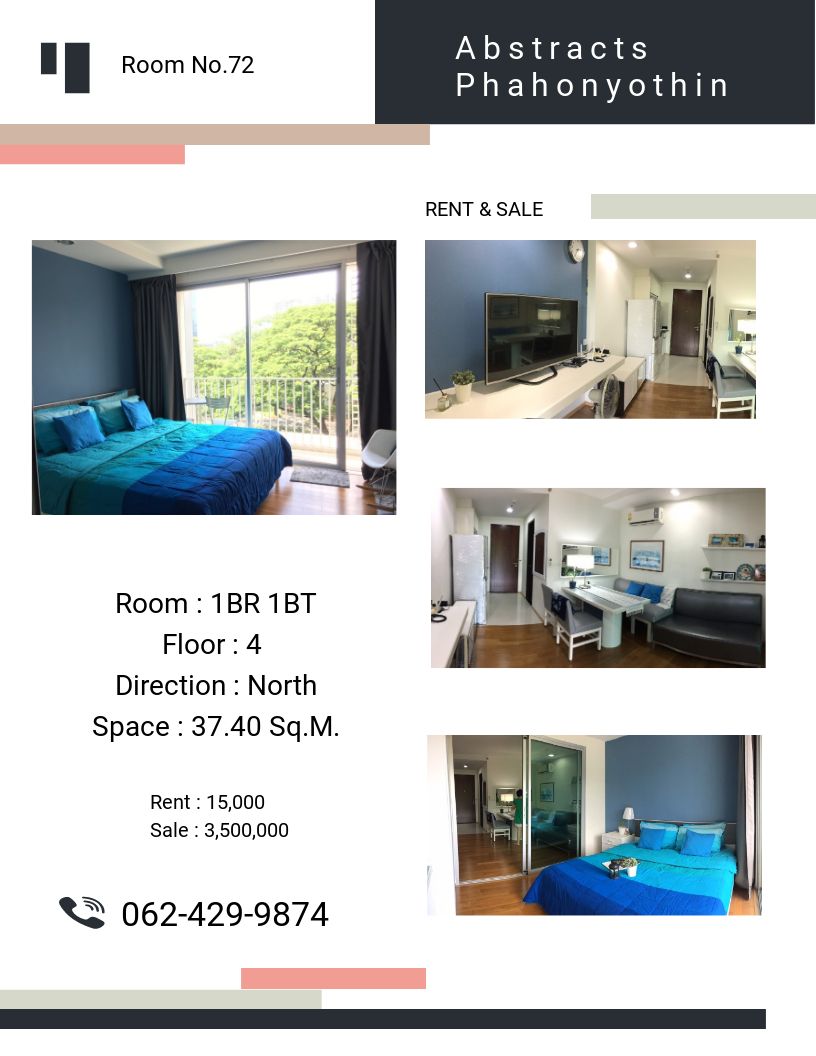 Room No.72
Abstracts
Phahonyothin
RENT & SALE
Room : 1BR 1BT
Floor : 4
Direction : North
Space : 37.40 Sq.M.
Rent : 15,000
Sale : 3,500,000
062-429-9874